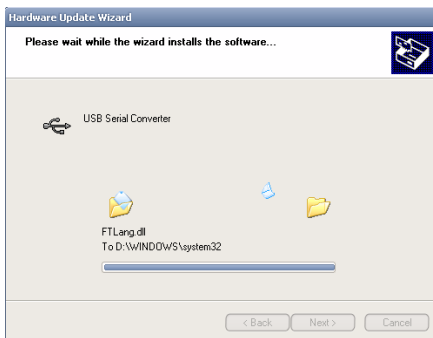 Hardware Update Wizard
Please wait while the wizard installs the software...
USB Serial Converter
FTLang.dll
To D:\WINDOWS\system32
< Back Next > Cancel